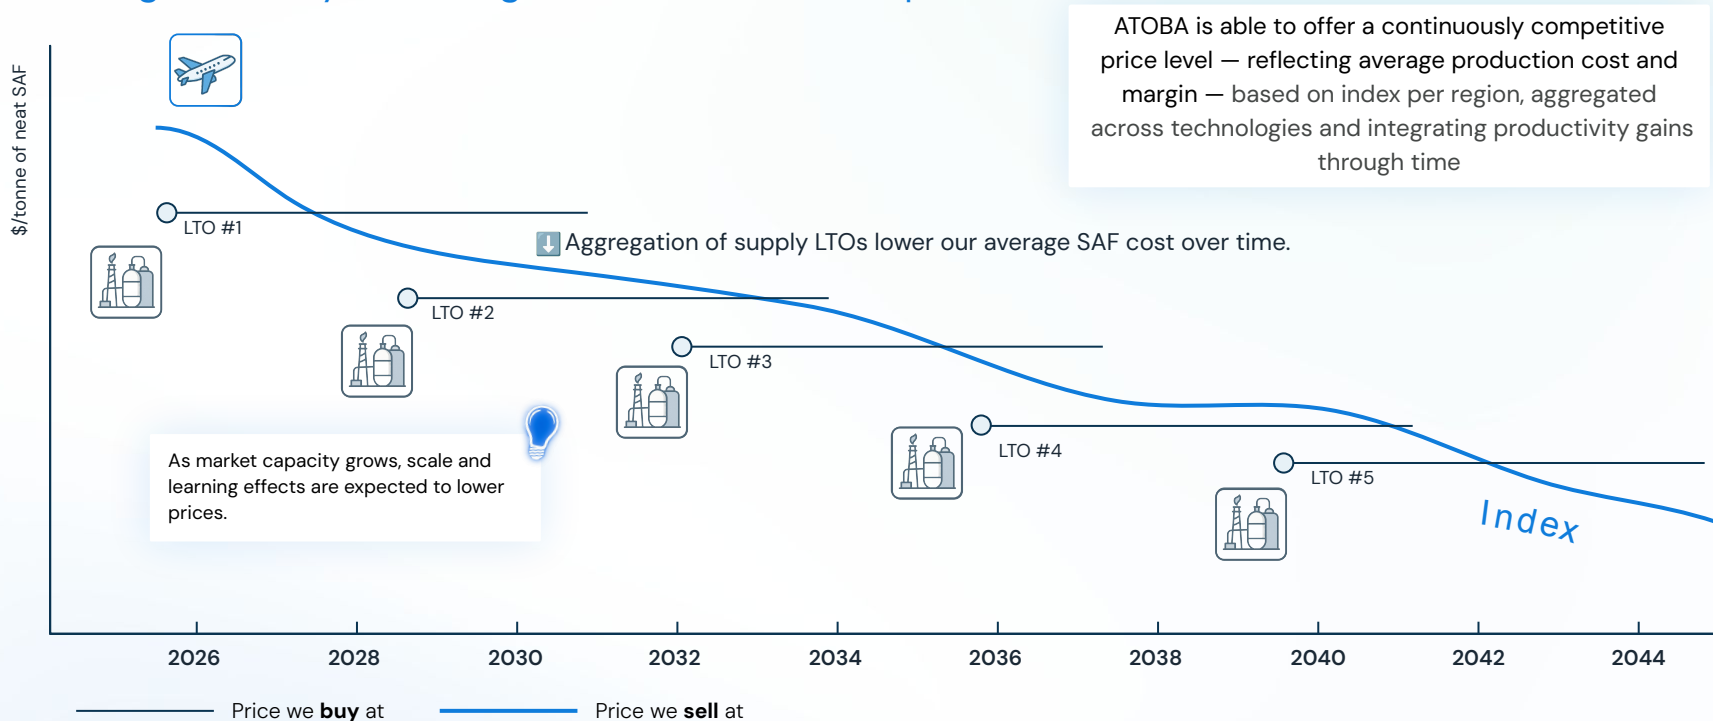 ATOBA is able to offer a continuously competitive
price level — reflecting average production cost and
margin — based on index per region, aggregated
across technologies and integrating productivity gains
through time
$/tonne of neat SAF
LTO #1
⬇️ Aggregation of supply LTOs lower our average SAF cost over time.
LTO #2
LTO #3
LTO #4
LTO #5
As market capacity grows, scale and
learning effects are expected to lower
prices.
Index
2026 2028 2030 2032 2034 2036 2038 2040 2042 2044
Price we buy at
Price we sell at